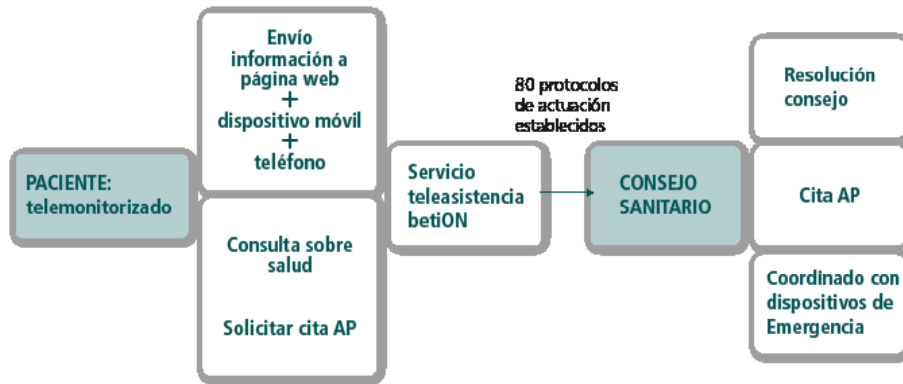 PACIENTE:
telemonitorizado
Envío
información a
página web
+
dispositivo móvil
+
teléfono
Consulta sobre
salud
Solicitar cita AP
Servicio
teleasistencia
betiON
80 protocolos
de actuación
establecidos
CONSEJO
SANITARIO
Resolución
consejo
Cita AP
Coordinado con
dispositivos de
Emergencia